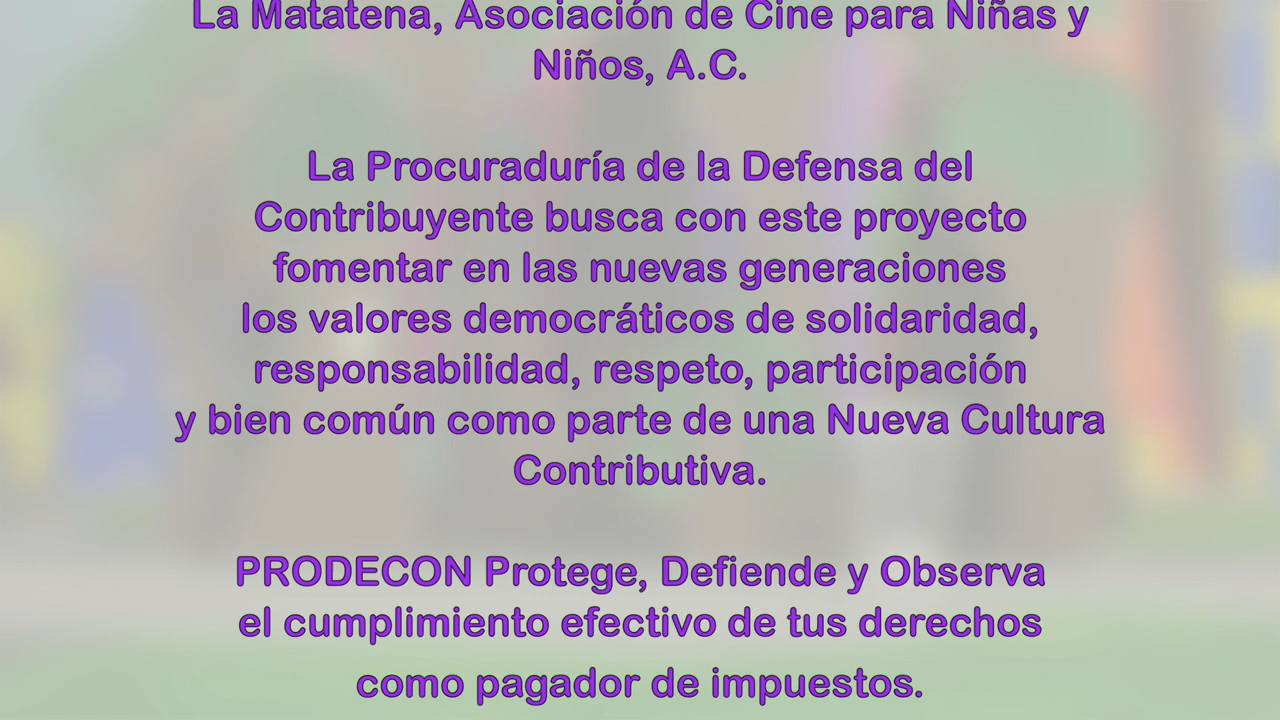 La Matatena, Asociación de Cine para Niñas y
Niños, A.C.
La Procuraduría de la Defensa del
Contribuyente busca con este proyecto
fomentar en las nuevas generaciones
los valores democráticos de solidaridad,
responsabilidad, respeto, participación
y bien común como parte de una Nueva Cultura
Contributiva.
PRODECON Protege, Defiende y Observa
el cumplimiento efectivo de tus derechos
como pagador de impuestos.